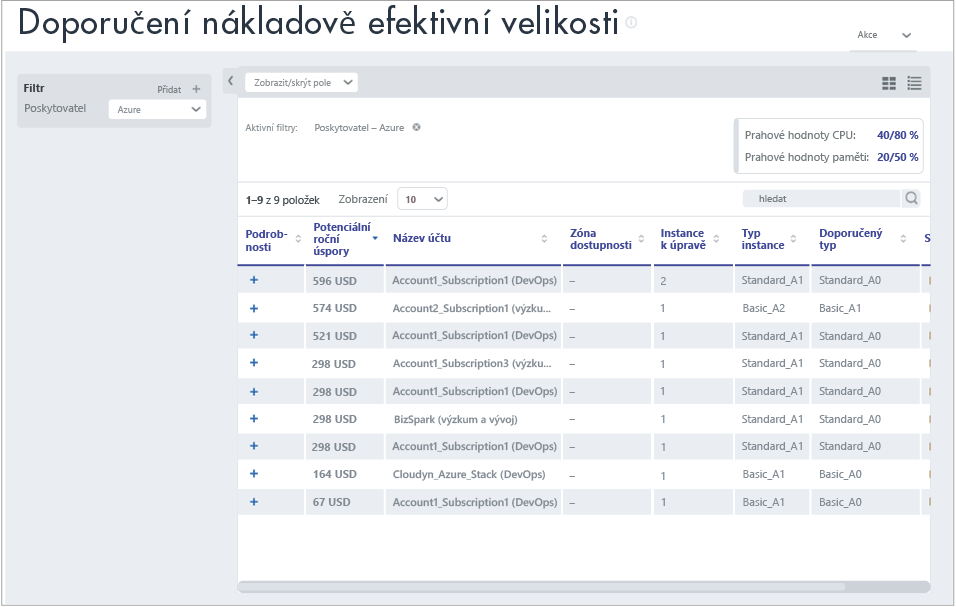 Doporučení nákladově efektivní velikosti
Akce
Filtr
Přidat +
Poskytovatel
Azure
Zobrazit/skrýt pole
Aktivní filtry: Poskytovatel – Azure
Prahové hodnoty CPU: 40/80 %
Prahové hodnoty paměti: 20/50 %
1–9 z 9 položek Zobrazení 10
hledat
Podrob-
nosti
Potenciální
roční
úspory
Název účtu
Zóna
dostupnosti
Instance
k úpravě
Typ
instance
Doporučený
typ
S
+ 596 USD Account1_Subscription1 (DevOps) – 2 Standard_A1 Standard_A0
+ 574 USD Account2_Subscription1 (výzku... – 1 Basic_A2 Basic_A1
+ 521 USD Account1_Subscription1 (DevOps) – 1 Standard_A1 Standard_A0
+ 298 USD Account1_Subscription3 (výzku... – 1 Standard_A1 Standard_A0
+ 298 USD Account1_Subscription1 (DevOps) – 1 Standard_A1 Standard_A0
+ 298 USD BizSpark (výzkum a vývoj) – 1 Standard_A1 Standard_A0
+ 298 USD Account1_Subscription1 (DevOps) – 1 Standard_A1 Standard_A0
+ 164 USD Cloudyn_Azure_Stack (DevOps) – 1 Basic_A1 Basic_A0
+ 67 USD Account1_Subscription1 (DevOps) – 1 Basic_A1 Basic_A0